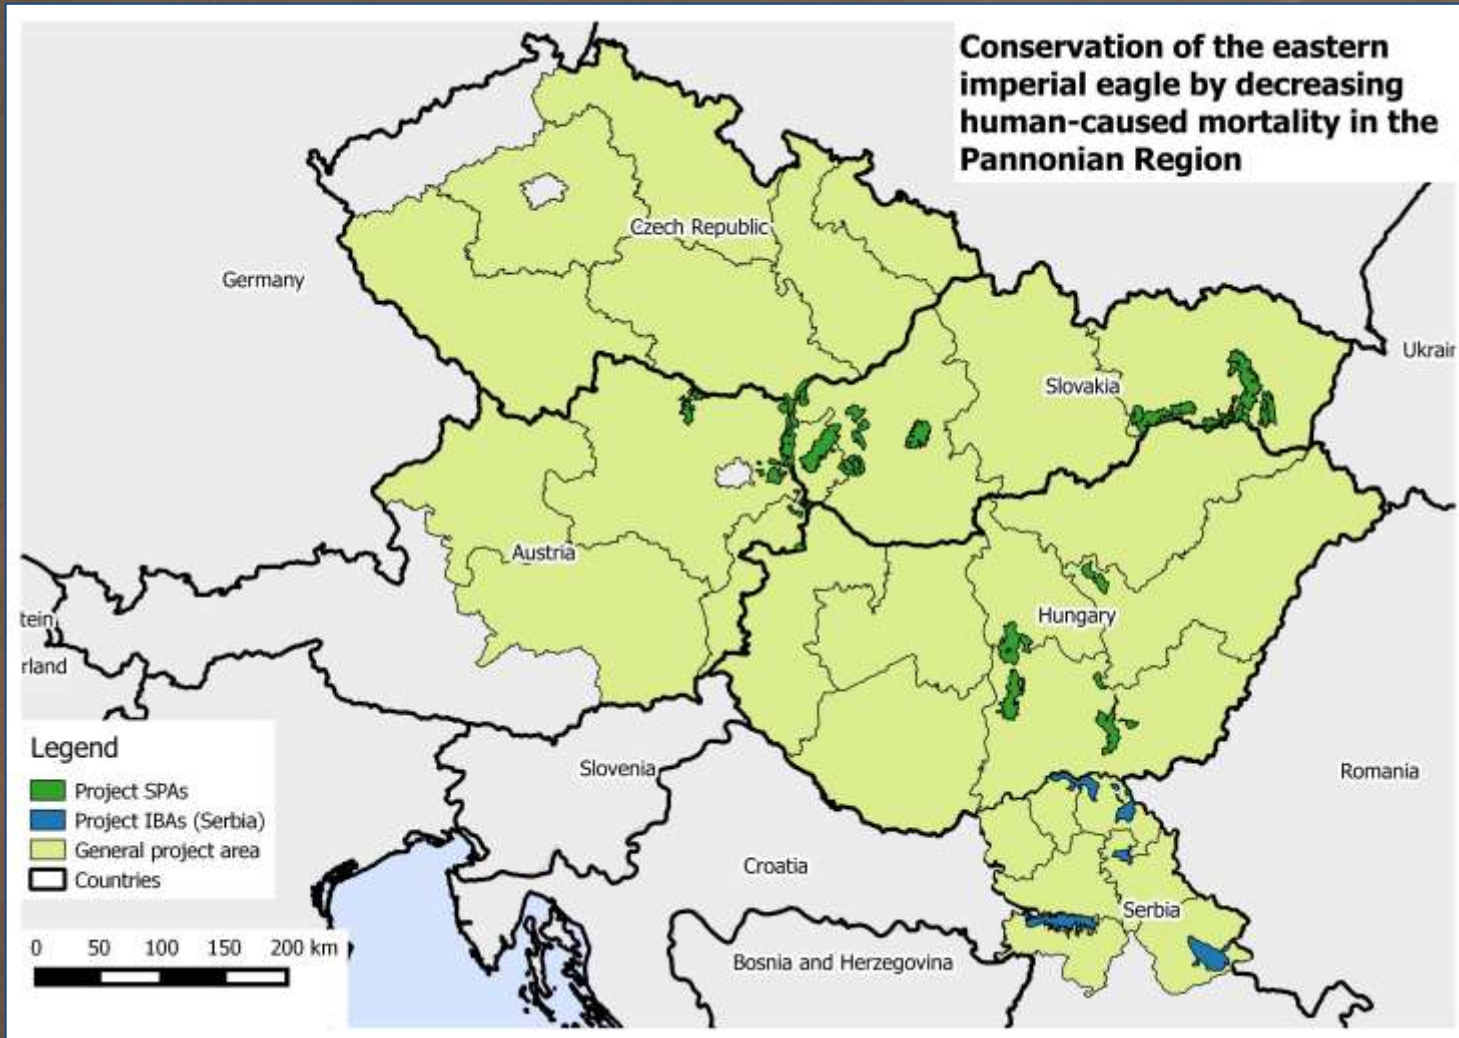 Conservation of the eastern
imperial eagle by decreasing
human-caused mortality in the
Pannonian Region
Czech Republic
Germany
Ukrair
Slovakia
Austria
Hungary
tein
rland
Legend
Project SPAs
Project IBAs (Serbia)
General project area
Countries
Slovenia
Romania
Croatia
Serbia
0 50 100 150 200 km
Bosnia and Herzegovina